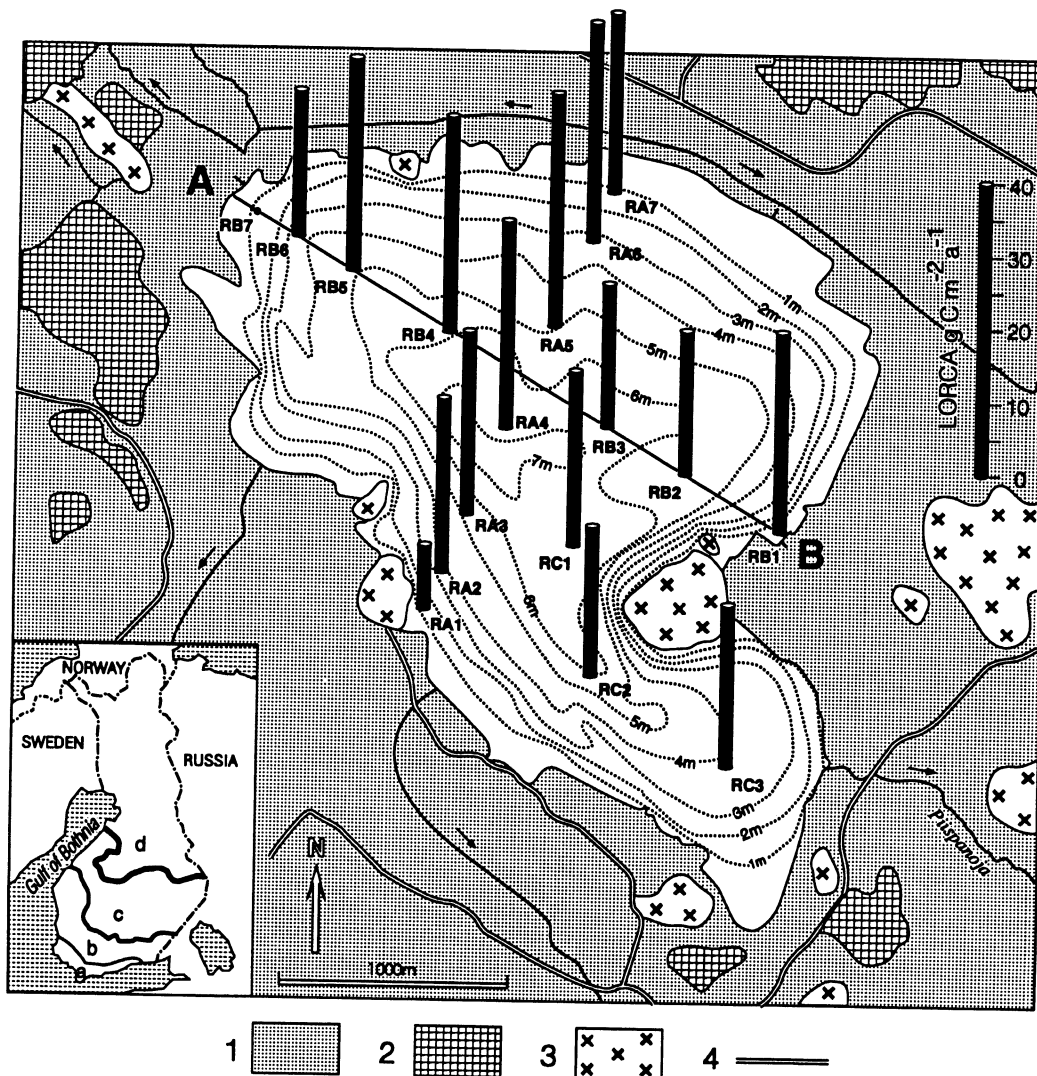 A
RB7
RB6
RB5
RB4
RA7
RA6
RA5
RA4
RB3
RB2
RB1
B
RA3
RA2
RA1
RC1
RC2
RC3
1m
2m
3m
4m
5m
6m
7m
6m
5m
4m
3m
2m
1m
LORCA g C m⁻² a⁻¹
40
30
20
10
0
Piispanoja
NORWAY
SWEDEN
RUSSIA
Gulf of Bothnia
d
c
b
a
N
1000m
1
2
3
4